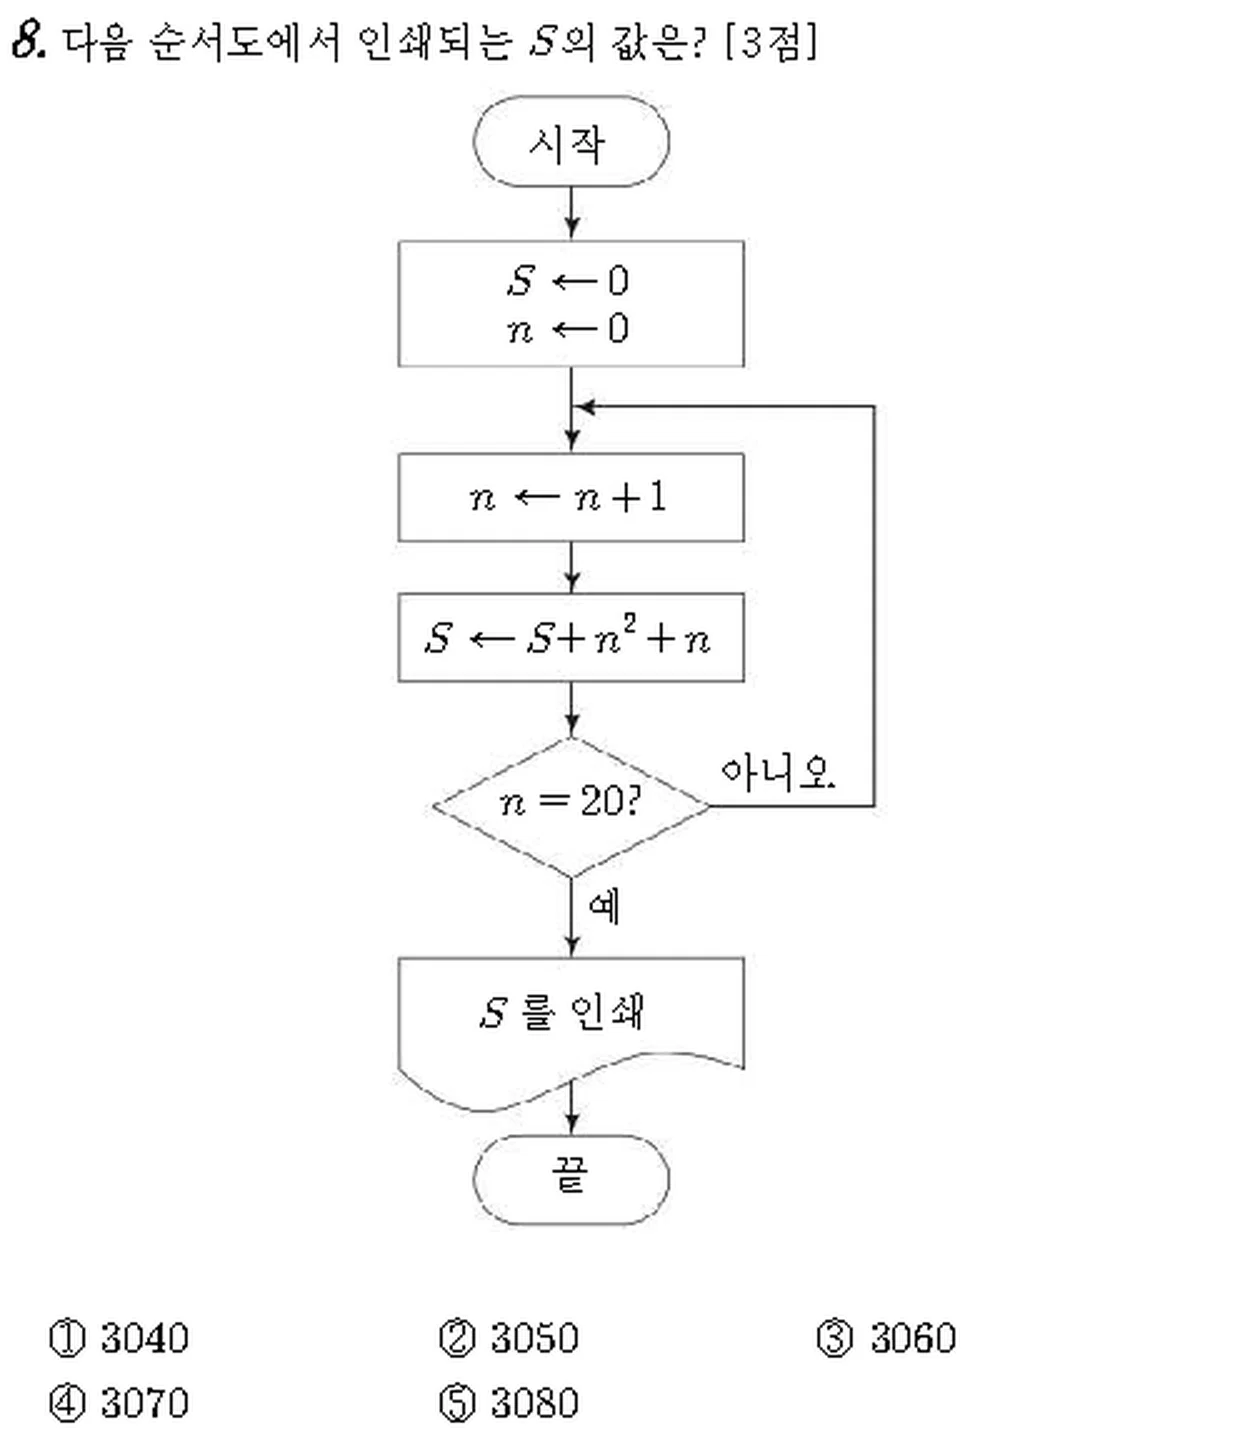 8. 다음 순서도에서 인쇄되는 S의 값은? [3점]
시작
S ← 0
n ← 0
n ← n + 1
S ← S + n² + n
n = 20?
아니오
예
S 를 인쇄
끝
① 3040 ② 3050 ③ 3060
④ 3070 ⑤ 3080